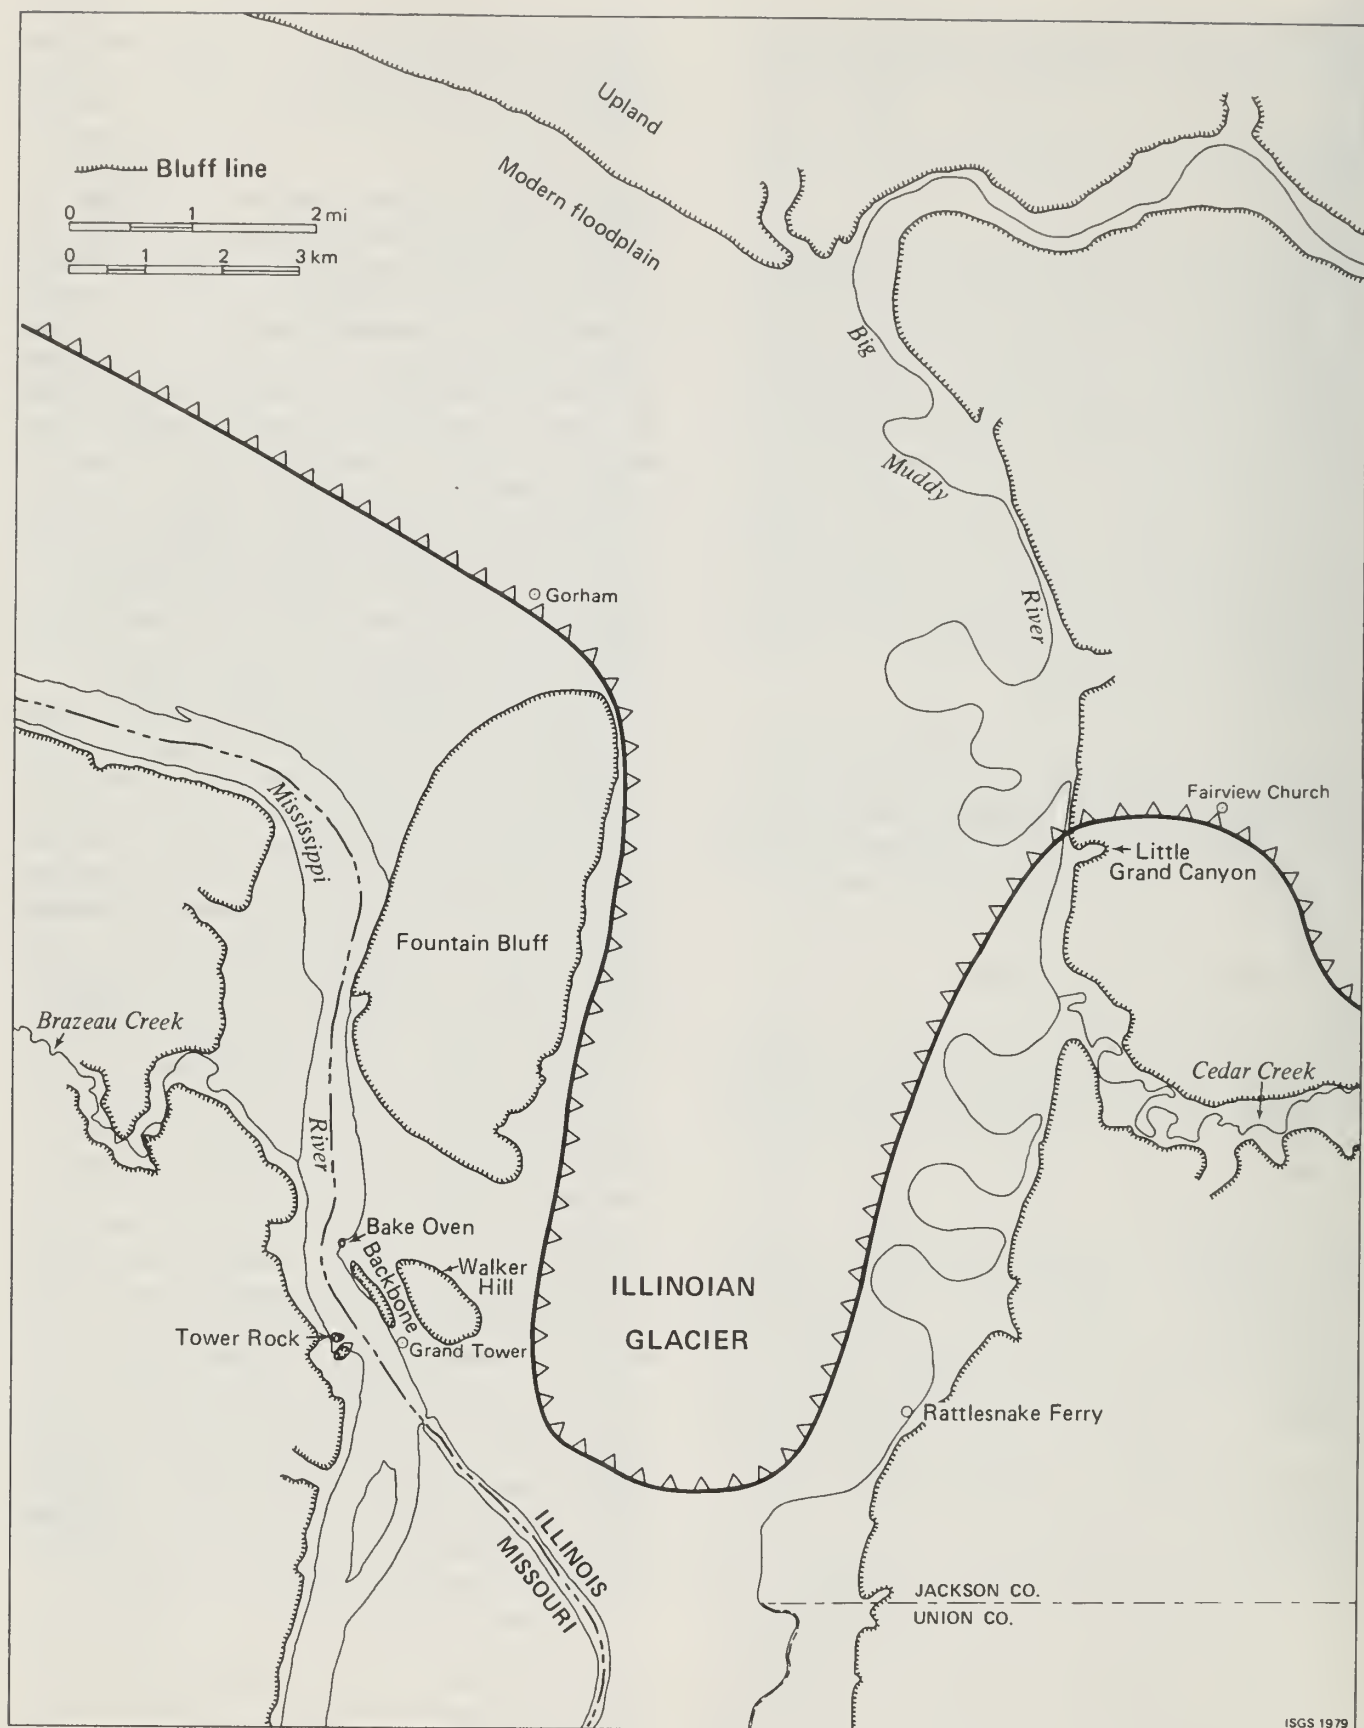 Upland
Modern floodplain
Bluff line
0 1 2 mi
0 1 2 3 km
Big
Muddy
River
Gorham
Mississippi
River
Fairview Church
Little
Grand Canyon
Fountain Bluff
Brazeau Creek
Cedar Creek
Bake Oven
Backbone
Walker
Hill
ILLINOIAN
GLACIER
Tower Rock
Grand Tower
Rattlesnake Ferry
ILLINOIS
MISSOURI
JACKSON CO.
UNION CO.
ISGS 1979